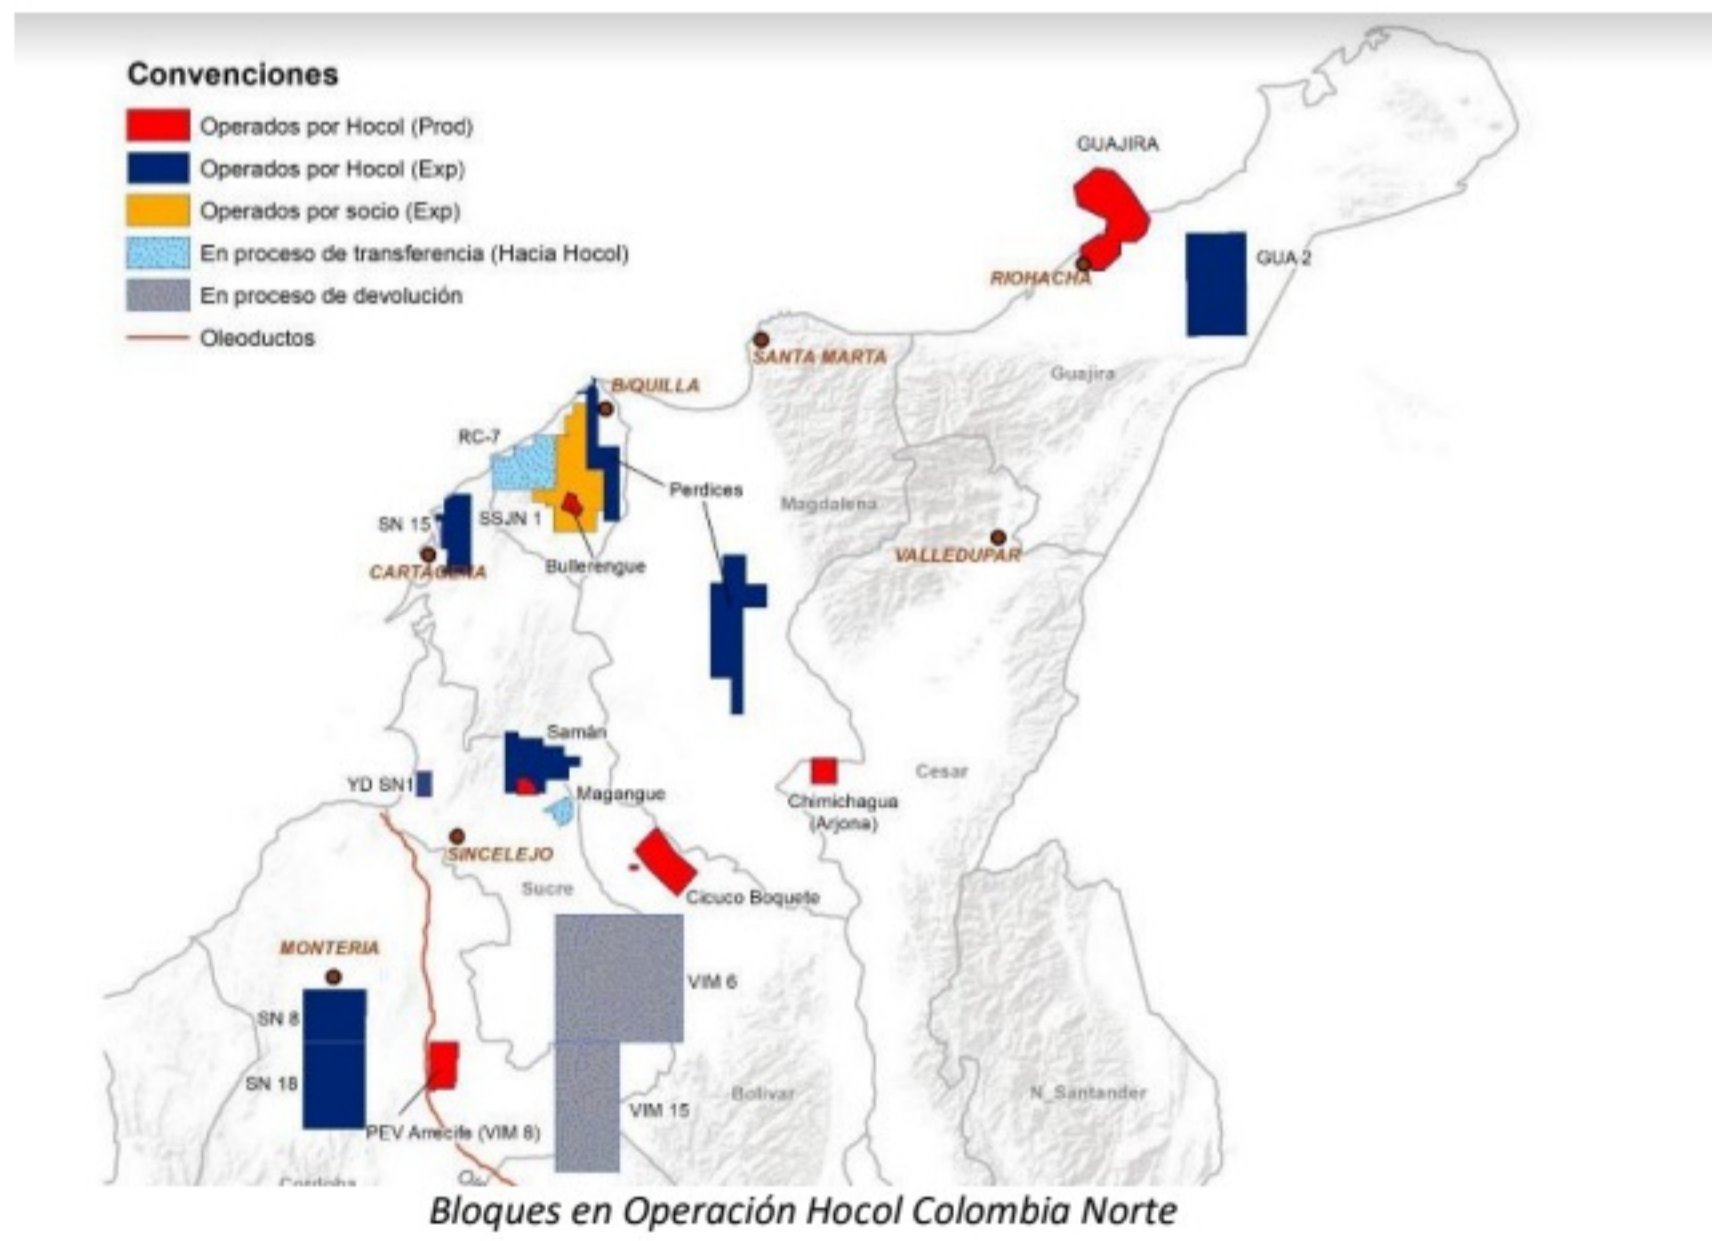 Convenciones
Operados por Hocol (Prod)
Operados por Hocol (Exp)
Operados por socio (Exp)
En proceso de transferencia (Hacia Hocol)
En proceso de devolución
Oleoductos
GUAJIRA
GUA 2
RIOHACHA
SANTA MARTA
Guajira
B/QUILLA
RC-7
Perdices
Magdalena
SN 15
SSJN 1
VALLEDUPAR
Bullerengue
CARTAGENA
Samán
YD SN1
Magangue
Cesar
Chimichagua
(Arjona)
SINCELEJO
Sucre
Cicuco Boquete
MONTERIA
VIM 6
SN 8
SN 18
Bolivar
N_Santander
VIM 15
PEV Arrecife (VIM 8)
Cordoba
Bloques en Operación Hocol Colombia Norte